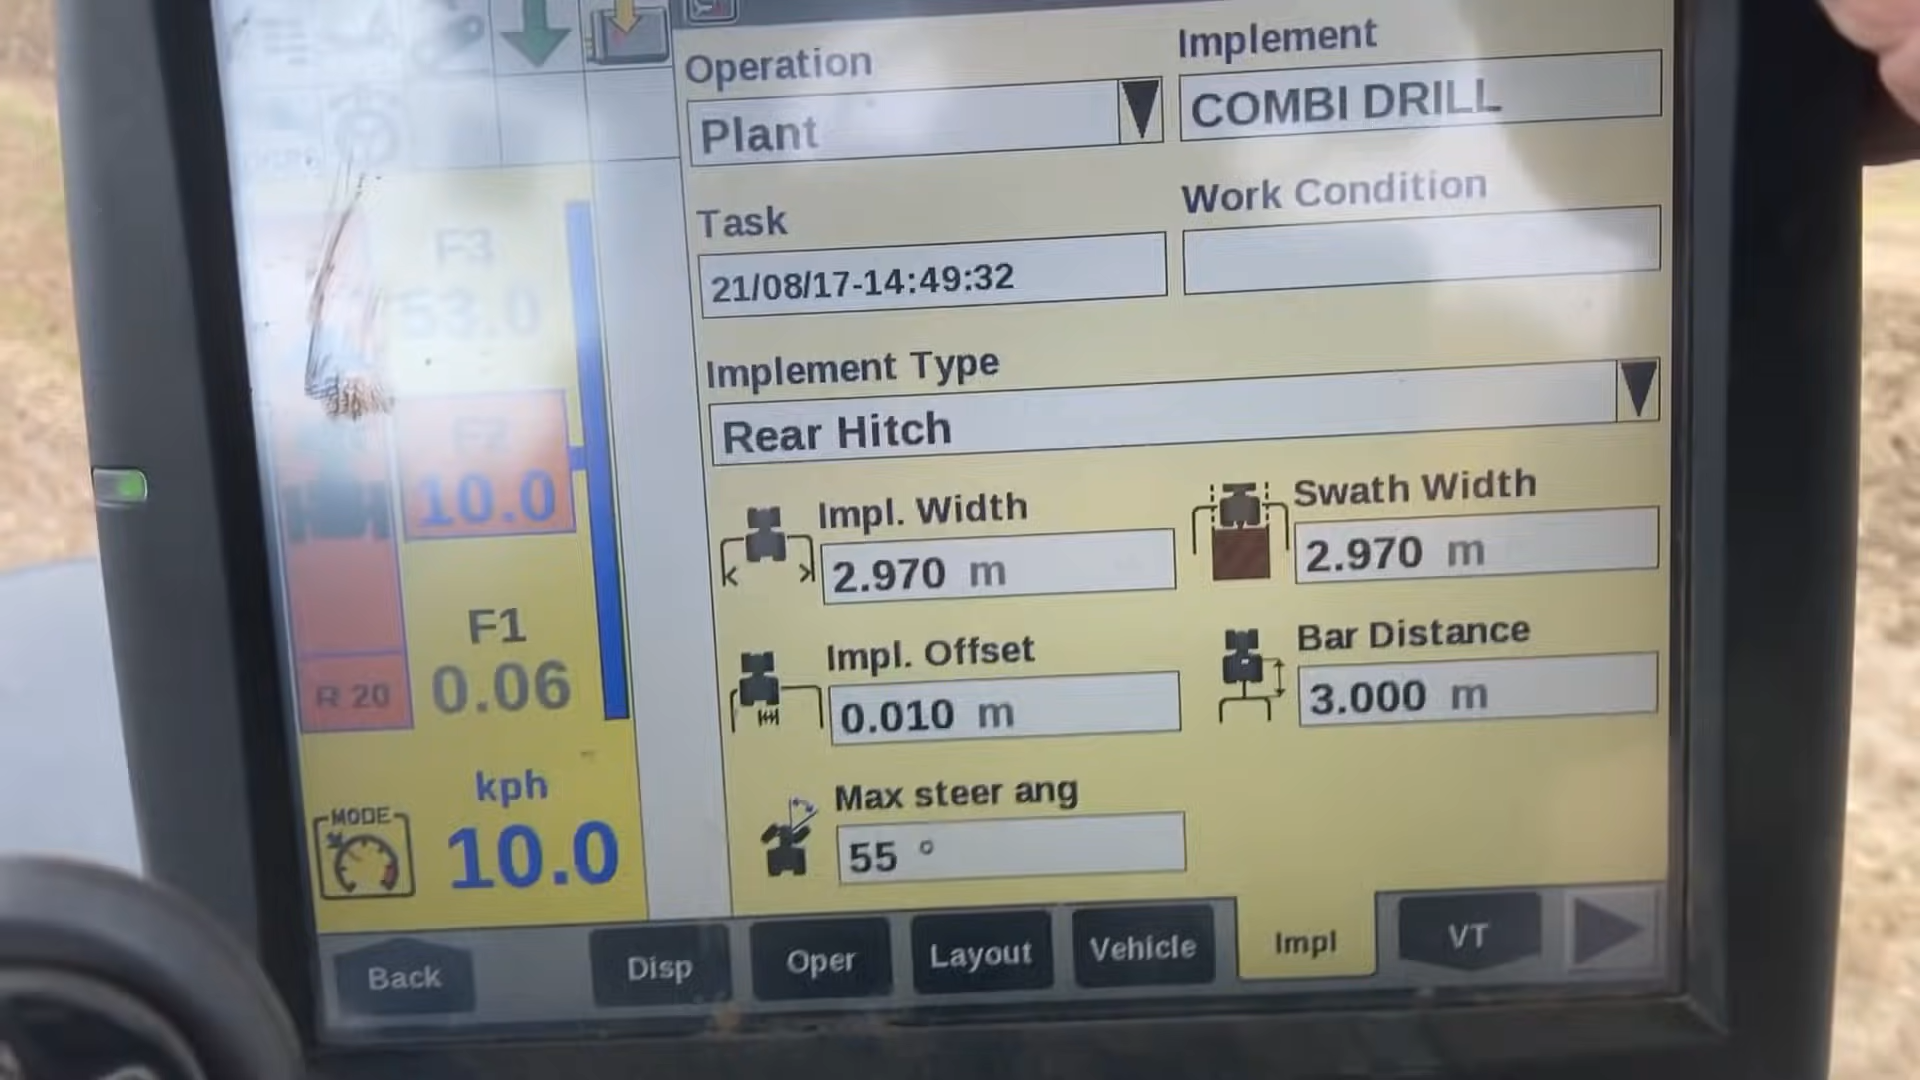 Operation
Implement
Plant
COMBI DRILL
Task
Work Condition
21/08/17-14:49:32
Implement Type
Rear Hitch
Impl. Width
Swath Width
2.970 m
2.970 m
Impl. Offset
Bar Distance
0.010 m
3.000 m
Max steer ang
55 °
F3
53.0
F2
10.0
F1
0.06
R 20
kph
MODE
10.0
Back
Disp
Oper
Layout
Vehicle
Impl
VT